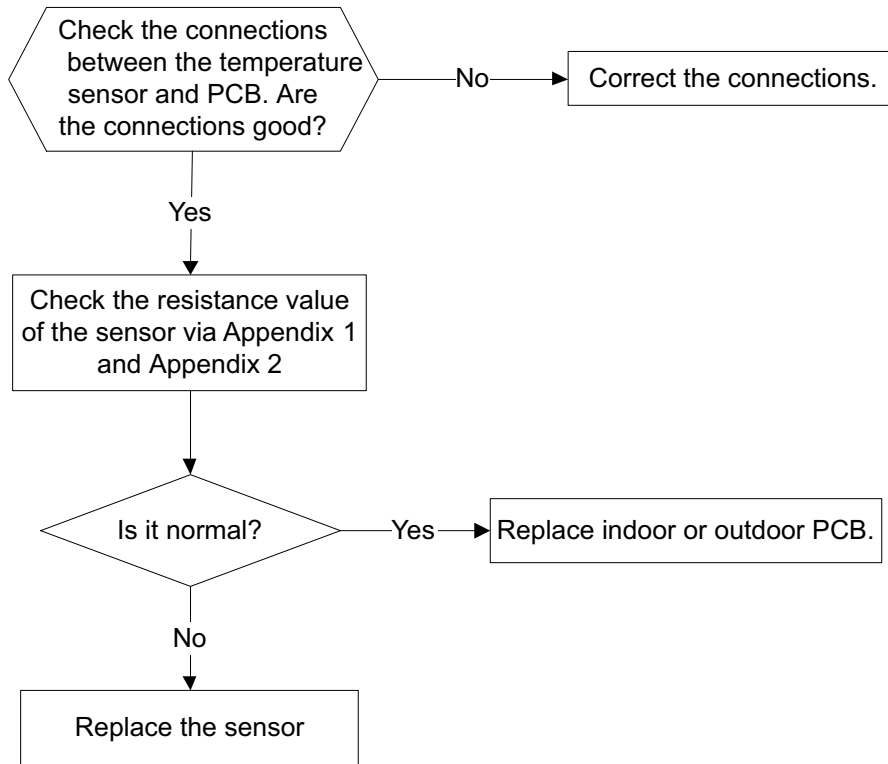 Check the connections
between the temperature
sensor and PCB. Are
the connections good?
No
Correct the connections.
Yes
Check the resistance value
of the sensor via Appendix 1
and Appendix 2
Is it normal?
Yes
Replace indoor or outdoor PCB.
No
Replace the sensor